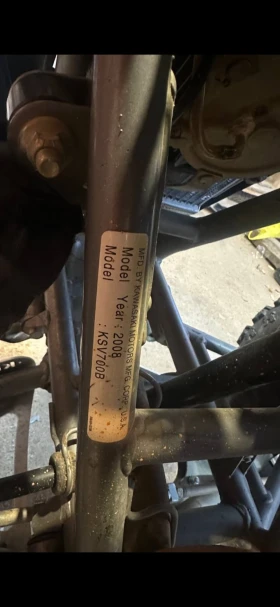 MFD BY KAWASAKI MOTORS MFG. CORP., U.S.A.
Model Year : 2008
Model : KSV700B